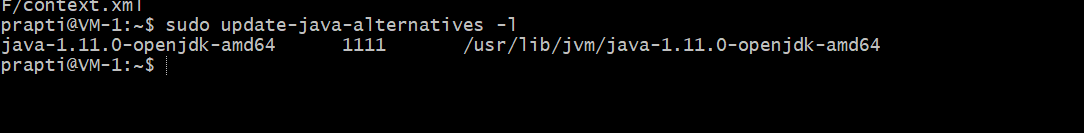 F/context.xml
prapti@VM-1:~$ sudo update-java-alternatives -l
java-1.11.0-openjdk-amd64      1111      /usr/lib/jvm/java-1.11.0-openjdk-amd64
prapti@VM-1:~$